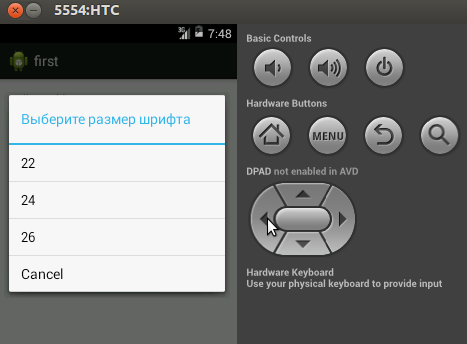 5554:HTC
3G 7:48
first
Выберите размер шрифта
22
24
26
Cancel
Basic Controls
Hardware Buttons
MENU
DPAD not enabled in AVD
Hardware Keyboard
Use your physical keyboard to provide input